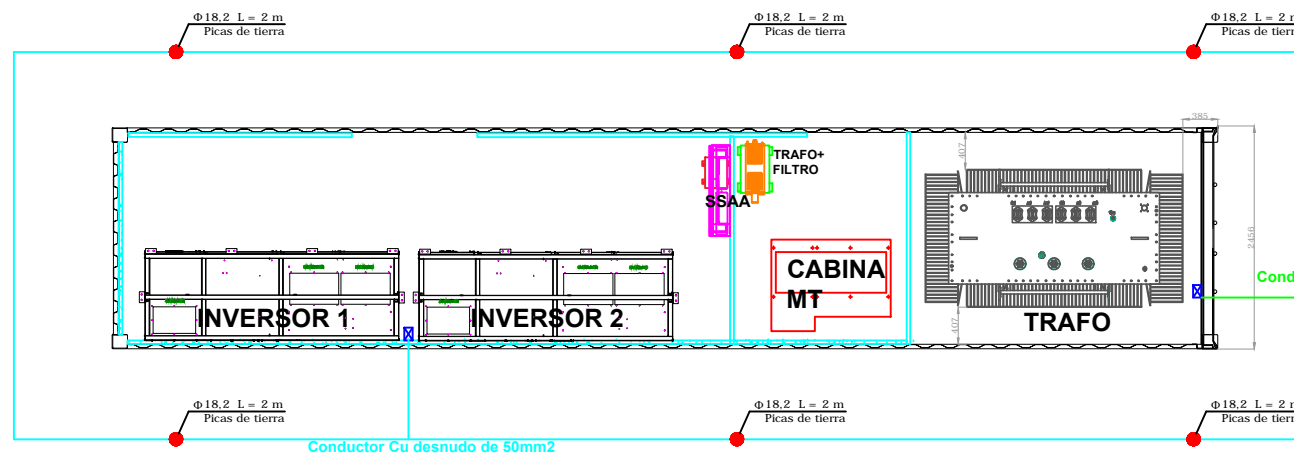 Φ18,2 L = 2 m
Picas de tierra
Φ18,2 L = 2 m
Picas de tierra
Φ18,2 L = 2 m
Picas de tierra
385
407
TRAFO+
FILTRO
SSAA
2456
CABINA
MT
Cond
INVERSOR 1
INVERSOR 2
407
TRAFO
Φ18,2 L = 2 m
Picas de tierra
Φ18,2 L = 2 m
Picas de tierra
Φ18,2 L = 2 m
Picas de tierra
Conductor Cu desnudo de 50mm2